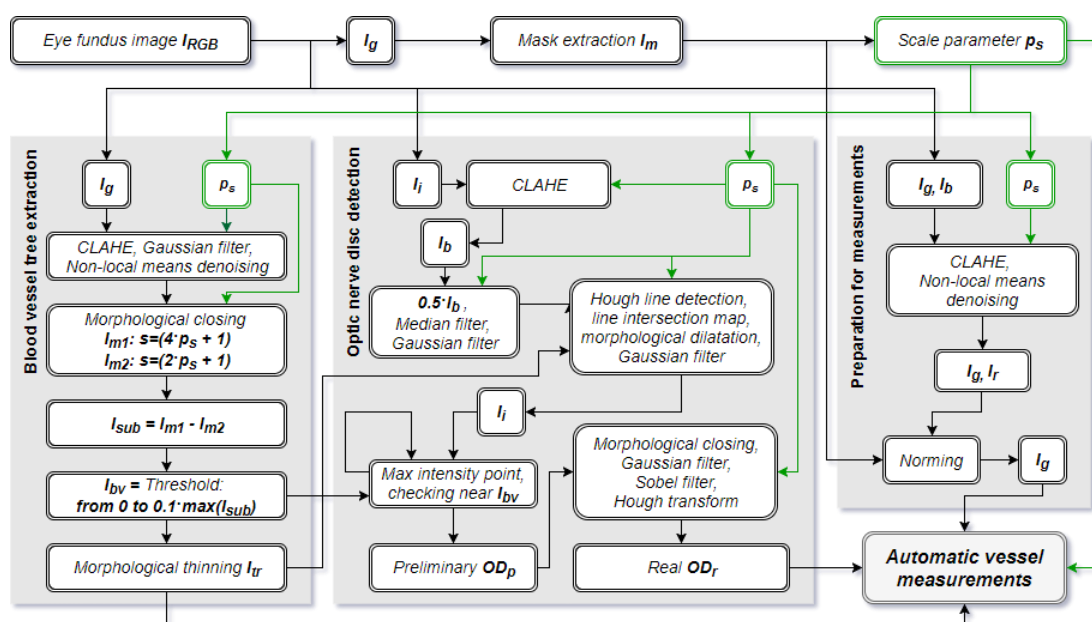 Eye fundus image I_RGB
I_g
Mask extraction I_m
Scale parameter p_s
Blood vessel tree extraction
I_g
p_s
CLAHE, Gaussian filter,
Non-local means denoising
Morphological closing
I_m1: s=(4·p_s + 1)
I_m2: s=(2·p_s + 1)
I_sub = I_m1 - I_m2
I_bv = Threshold:
from 0 to 0.1·max(I_sub)
Morphological thinning I_tr
Optic nerve disc detection
I_i
CLAHE
p_s
I_b
0.5·I_b,
Median filter,
Gaussian filter
Hough line detection,
line intersection map,
morphological dilatation,
Gaussian filter
I_i
Max intensity point,
checking near I_bv
Morphological closing,
Gaussian filter,
Sobel filter,
Hough transform
Preliminary OD_p
Real OD_r
Preparation for measurements
I_g, I_b
p_s
CLAHE,
Non-local means
denoising
I_g, I_r
Norming
I_g
Automatic vessel
measurements